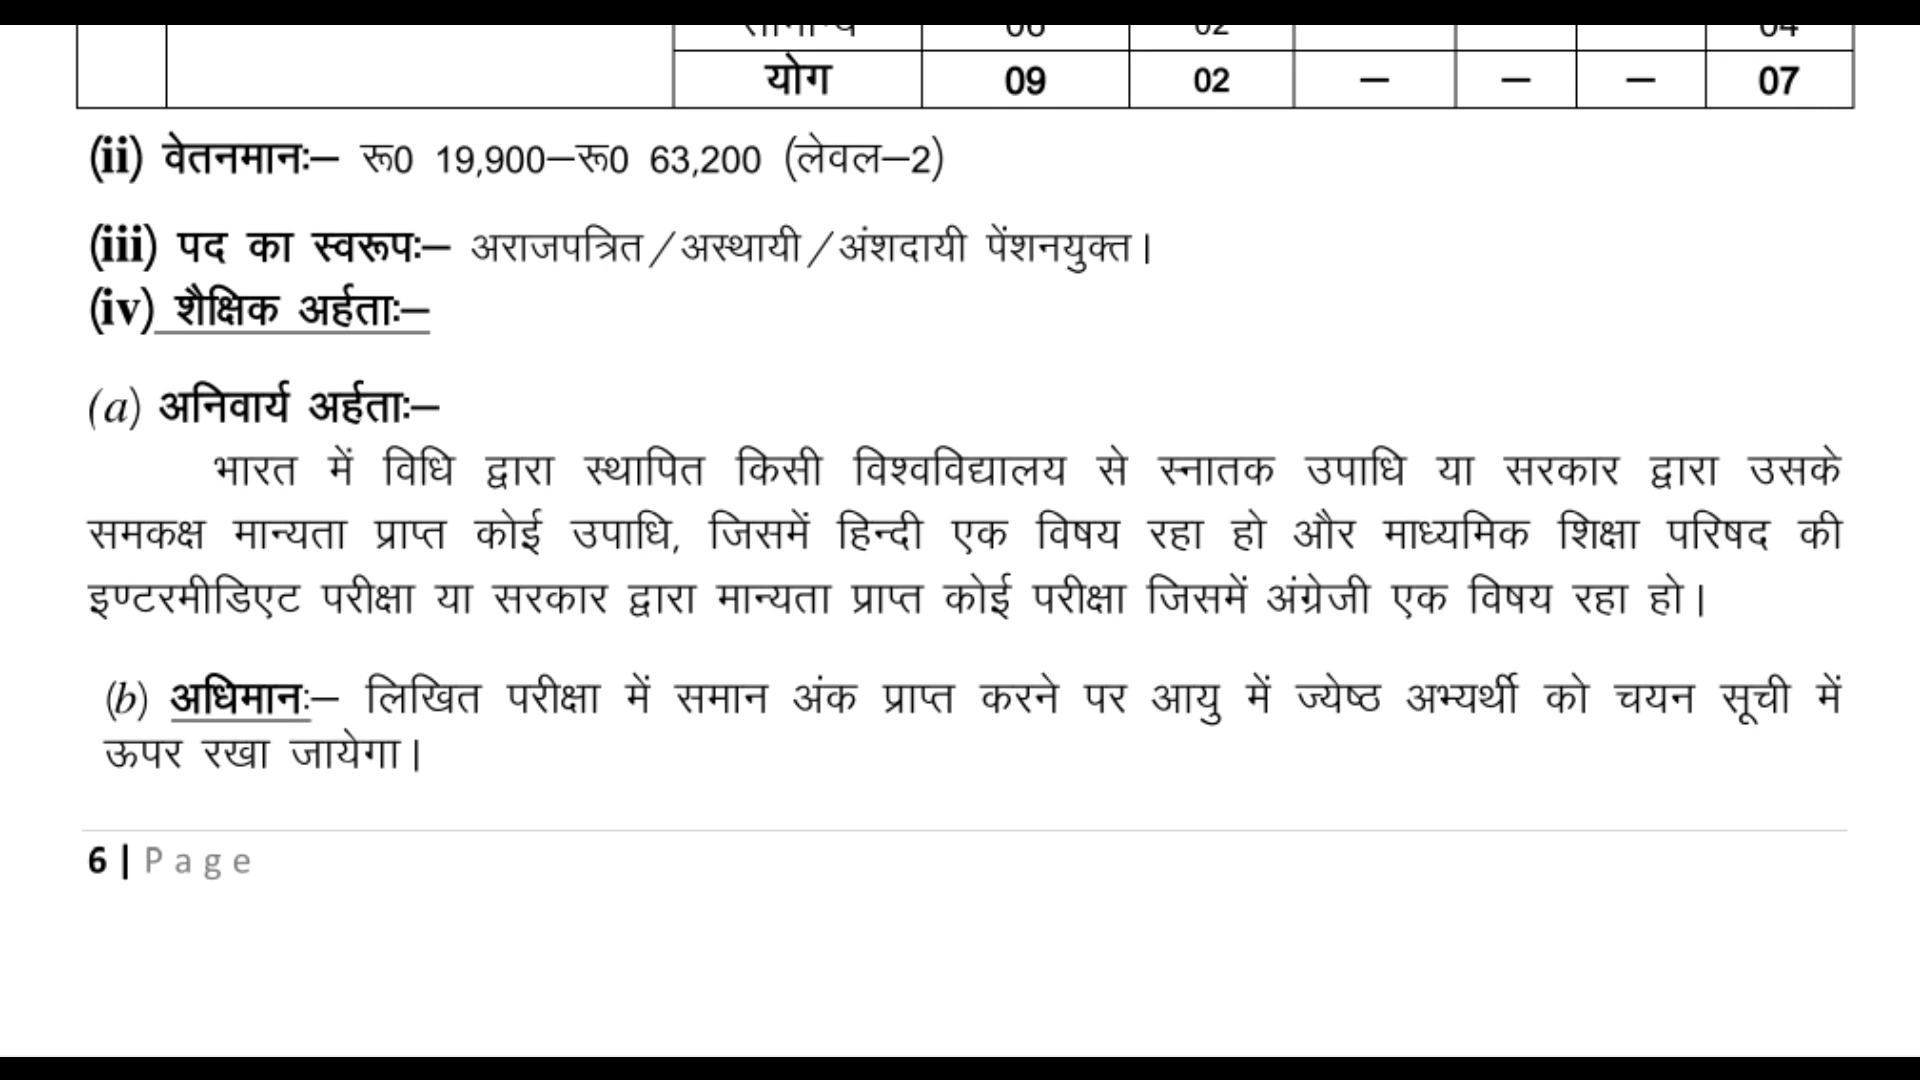 योग 09 02 – – – 07
(ii) वेतनमानः– रू0 19,900–रू0 63,200 (लेवल–2)
(iii) पद का स्वरूपः– अराजपत्रित/अस्थायी/अंशदायी पेंशनयुक्त।
(iv) शैक्षिक अर्हताः–
(a) अनिवार्य अर्हताः–
भारत में विधि द्वारा स्थापित किसी विश्वविद्यालय से स्नातक उपाधि या सरकार द्वारा उसके
समकक्ष मान्यता प्राप्त कोई उपाधि, जिसमें हिन्दी एक विषय रहा हो और माध्यमिक शिक्षा परिषद की
इण्टरमीडिएट परीक्षा या सरकार द्वारा मान्यता प्राप्त कोई परीक्षा जिसमें अंग्रेजी एक विषय रहा हो।
(b) अधिमानः– लिखित परीक्षा में समान अंक प्राप्त करने पर आयु में ज्येष्ठ अभ्यर्थी को चयन सूची में
ऊपर रखा जायेगा।
6 | Page